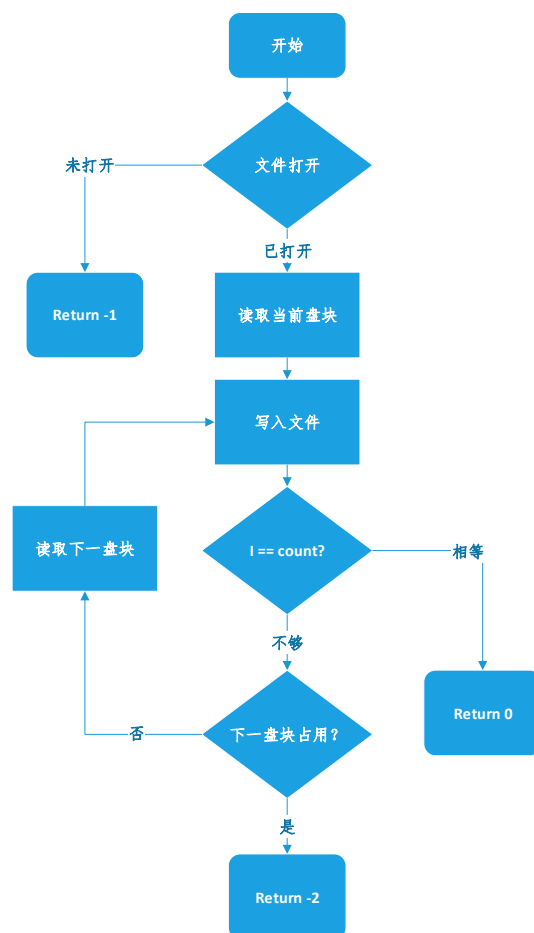 开始
文件打开
未打开
已打开
Return -1
读取当前盘块
写入文件
读取下一盘块
I == count?
相等
不够
Return 0
下一盘块占用？
否
是
Return -2